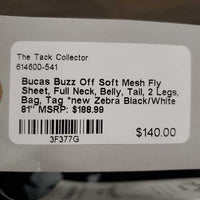 The Tack Collector
614600-541
Bucas Buzz Off Soft Mesh Fly
Sheet, Full Neck, Belly, Tail, 2 Legs,
Bag, Tag *new Zebra Black/White
81" MSRP: $188.99
3F377G
$140.00